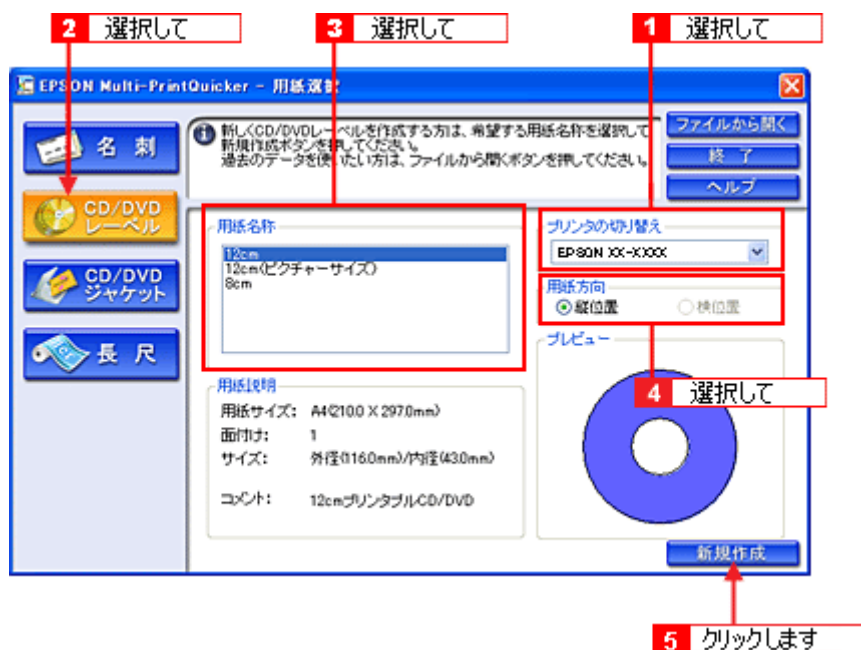 2 選択して
3 選択して
1 選択して
EPSON Multi-PrintQuicker - 用紙選択
名刺
CD/DVD
レーベル
CD/DVD
ジャケット
長尺
新しくCD/DVDレーベルを作成する方は、希望する用紙名称を選択して
新規作成ボタンを押してください。
過去のデータを使いたい方は、ファイルから開くボタンを押してください。
ファイルから開く
終了
ヘルプ
用紙名称
12cm
12cm(ピクチャーサイズ)
8cm
プリンタの切り替え
EPSON XX-XXXX
用紙方向
縦位置
横位置
プレビュー
4 選択して
用紙説明
用紙サイズ: A4(210.0 X 297.0mm)
面付け: 1
サイズ: 外径(116.0mm)/内径(43.0mm)
コメント: 12cmプリンタブルCD/DVD
新規作成
5 クリックします